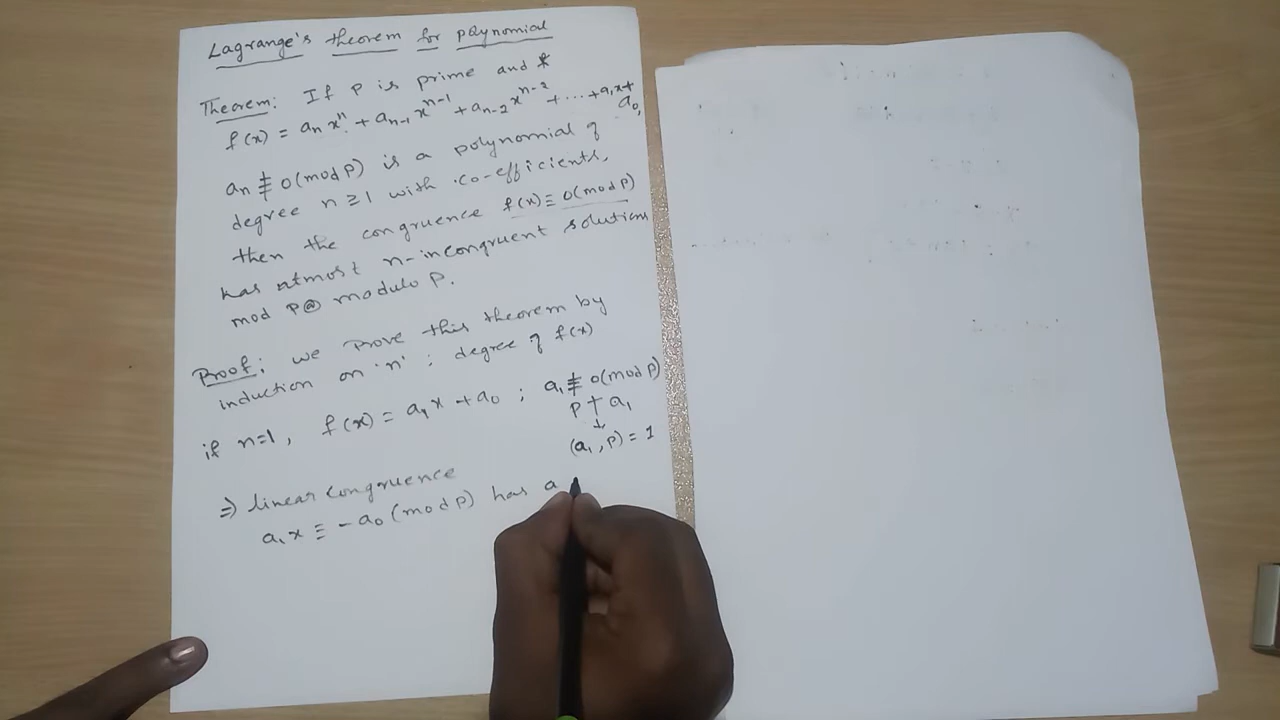 Lagrange's theorem for polynomial
Theorem: If P is prime and
f(x) = aₙxⁿ + aₙ₋₁xⁿ⁻¹ + aₙ₋₂xⁿ⁻² + ... + a₁x + a₀,
aₙ ≢ 0(mod P) is a polynomial of
degree n ≥ 1 with co-efficients,
then the congruence f(x) ≡ 0(mod P)
has atmost n-incongruent solutions
mod P @ modulo P.
Proof: we prove this theorem by
induction on 'n' ; degree of f(x)
if n=1, f(x) = a₁x + a₀ ; a₁ ≢ 0(mod P)
P ∤ a₁
↓
(a₁, P) = 1
⇒ linear congruence
a₁x ≡ -a₀ (mod P) has a